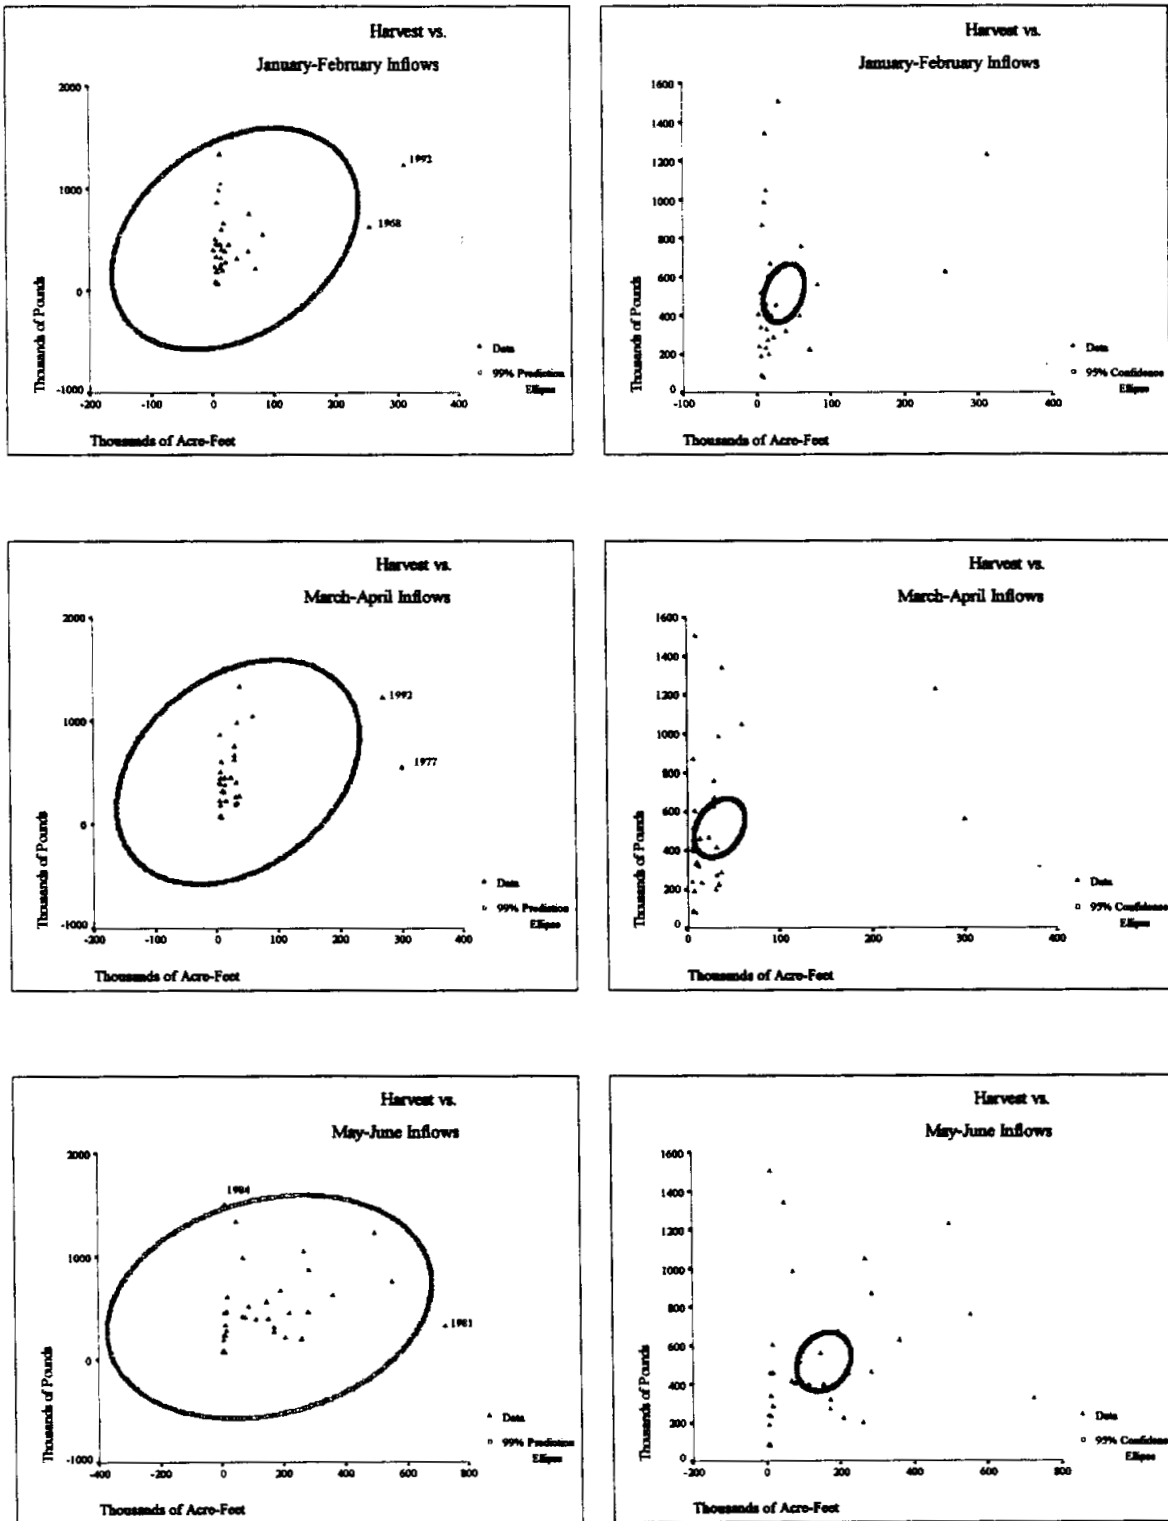 Harvest vs.
January-February Inflows
2000
1000
0
-1000
-200
-100
0
100
200
300
400
1992
1968
Thousands of Pounds
Data
99% Prediction
Ellipse
Thousands of Acre-Feet
Harvest vs.
January-February Inflows
1600
1400
1200
1000
800
600
400
200
0
-100
0
100
200
300
400
Thousands of Pounds
Data
95% Confidence
Ellipse
Thousands of Acre-Feet
Harvest vs.
March-April Inflows
2000
1000
0
-1000
-200
-100
0
100
200
300
400
1992
1977
Thousands of Pounds
Data
99% Prediction
Ellipse
Thousands of Acre-Feet
Harvest vs.
March-April Inflows
1600
1400
1200
1000
800
600
400
200
0
0
100
200
300
400
Thousands of Pounds
Data
95% Confidence
Ellipse
Thousands of Acre-Feet
Harvest vs.
May-June Inflows
2000
1000
0
-1000
-400
-200
0
200
400
600
800
1984
1981
Thousands of Pounds
Data
99% Prediction
Ellipse
Thousands of Acre-Feet
Harvest vs.
May-June Inflows
1600
1400
1200
1000
800
600
400
200
0
-200
0
200
400
600
800
Thousands of Pounds
Data
95% Confidence
Ellipse
Thousands of Acre-Feet